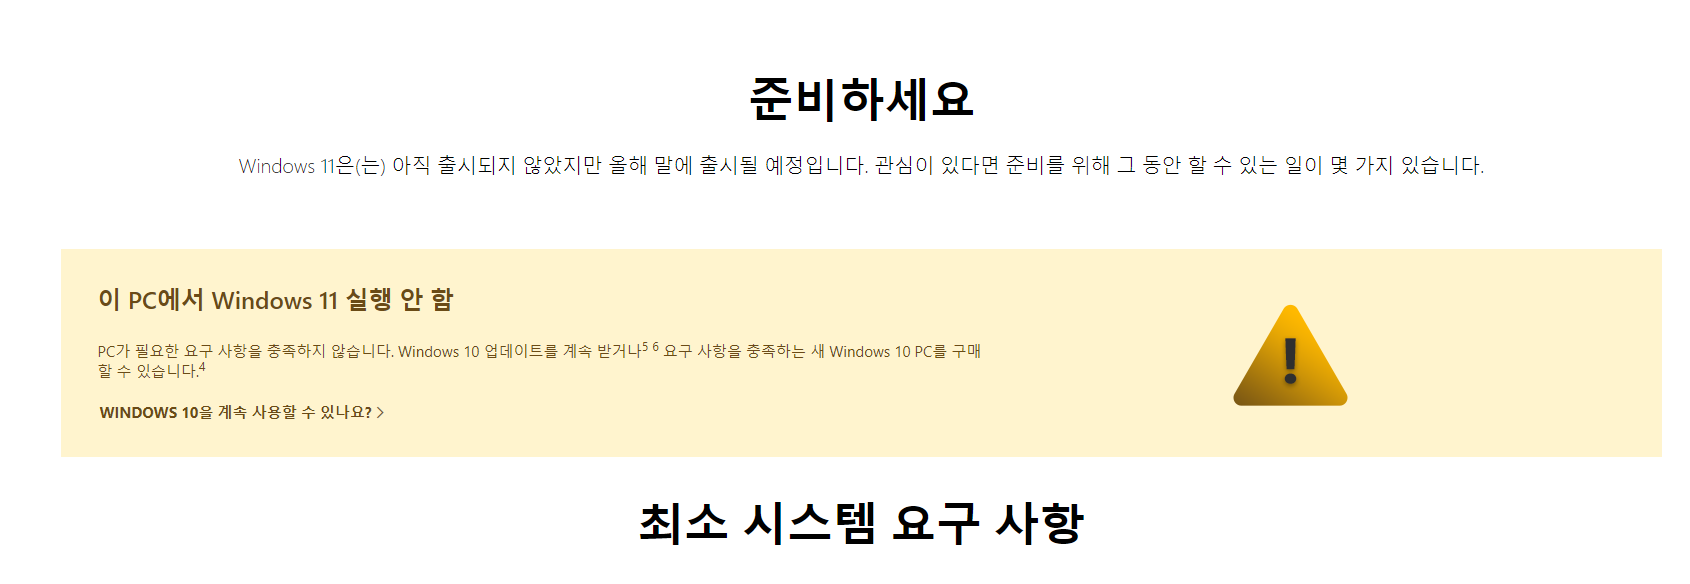 준비하세요
Windows 11은(는) 아직 출시되지 않았지만 올해 말에 출시될 예정입니다. 관심이 있다면 준비를 위해 그 동안 할 수 있는 일이 몇 가지 있습니다.
이 PC에서 Windows 11 실행 안 함
PC가 필요한 요구 사항을 충족하지 않습니다. Windows 10 업데이트를 계속 받거나5 6 요구 사항을 충족하는 새 Windows 10 PC를 구매
할 수 있습니다.4
WINDOWS 10을 계속 사용할 수 있나요? >
최소 시스템 요구 사항